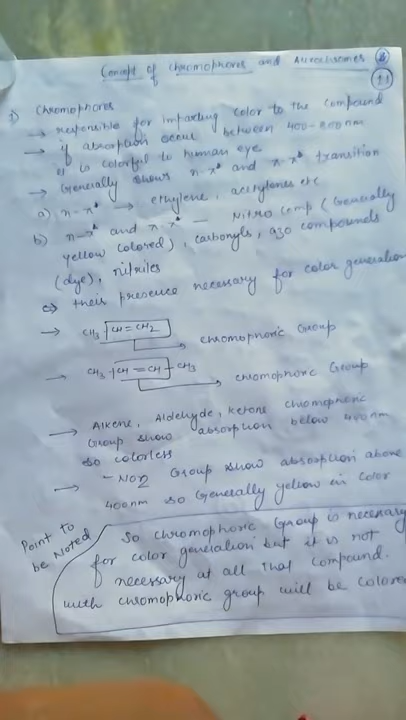 Concept of Chromophores and Auxochromes
11
1) Chromophores
→ responsible for imparting color to the compound
→ if absorption occur between 400-800nm
it is colorful to human eye
→ Generally shows n-π* and π-π* transition
a) π-π* → ethylene, acetylenes etc
b) n-π* and π-π* — Nitro comp (Generally
yellow colored), carbonyls, azo compounds
(dye), nitriles
⇒ their presence necessary for color generation
→ CH3 CH=CH2
chromophoric Group
→ CH3 CH=CH CH3
chromophoric Group
→ Alkene, Aldehyde, Ketone chromophoric
Group show absorption below 400nm
so colorless
→ -NO2 Group show absorption above
400nm so Generally yellow in color
Point to
be Noted
So chromophoric Group is necessary
for color generation but it is not
necessary at all that compound
with chromophoric group will be colored